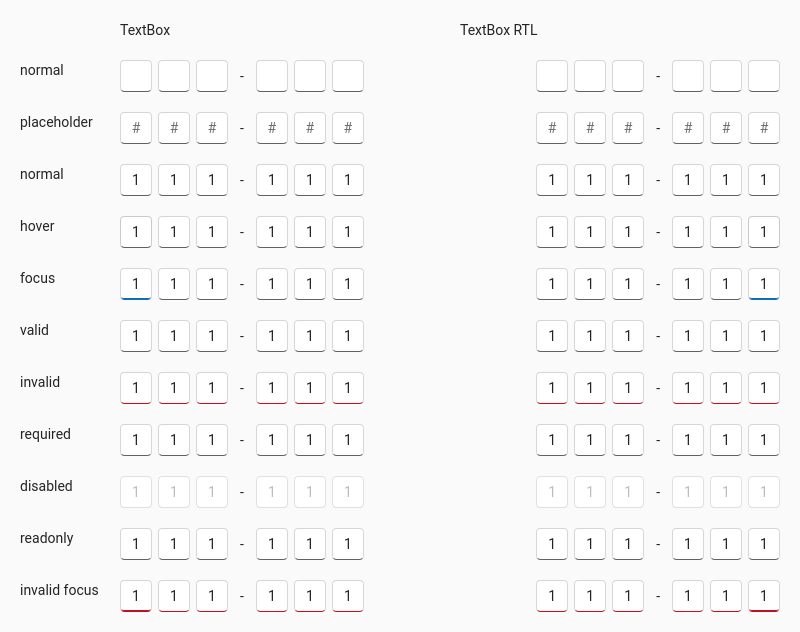 TextBox TextBox RTL
normal - -
placeholder # # # - # # # # # # - # # #
normal 1 1 1 - 1 1 1 1 1 1 - 1 1 1
hover 1 1 1 - 1 1 1 1 1 1 - 1 1 1
focus 1 1 1 - 1 1 1 1 1 1 - 1 1 1
valid 1 1 1 - 1 1 1 1 1 1 - 1 1 1
invalid 1 1 1 - 1 1 1 1 1 1 - 1 1 1
required 1 1 1 - 1 1 1 1 1 1 - 1 1 1
disabled 1 1 1 - 1 1 1 1 1 1 - 1 1 1
readonly 1 1 1 - 1 1 1 1 1 1 - 1 1 1
invalid focus 1 1 1 - 1 1 1 1 1 1 - 1 1 1